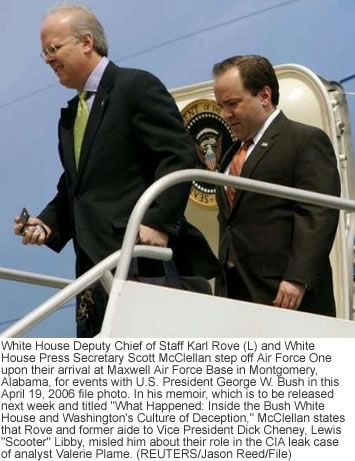 White House Deputy Chief of Staff Karl Rove (L) and White
House Press Secretary Scott McClellan step off Air Force One
upon their arrival at Maxwell Air Force Base in Montgomery,
Alabama, for events with U.S. President George W. Bush in this
April 19, 2006 file photo. In his memoir, which is to be released
next week and titled "What Happened: Inside the Bush White
House and Washington's Culture of Deception," McClellan states
that Rove and former aide to Vice President Dick Cheney, Lewis
"Scooter" Libby, misled him about their role in the CIA leak case
of analyst Valerie Plame. (REUTERS/Jason Reed/File)